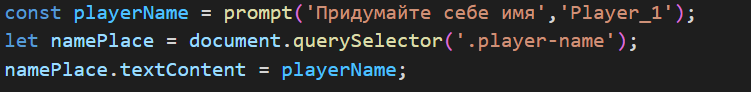 const playerName = prompt('Придумайте себе имя','Player_1');
let namePlace = document.querySelector('.player-name');
namePlace.textContent = playerName;